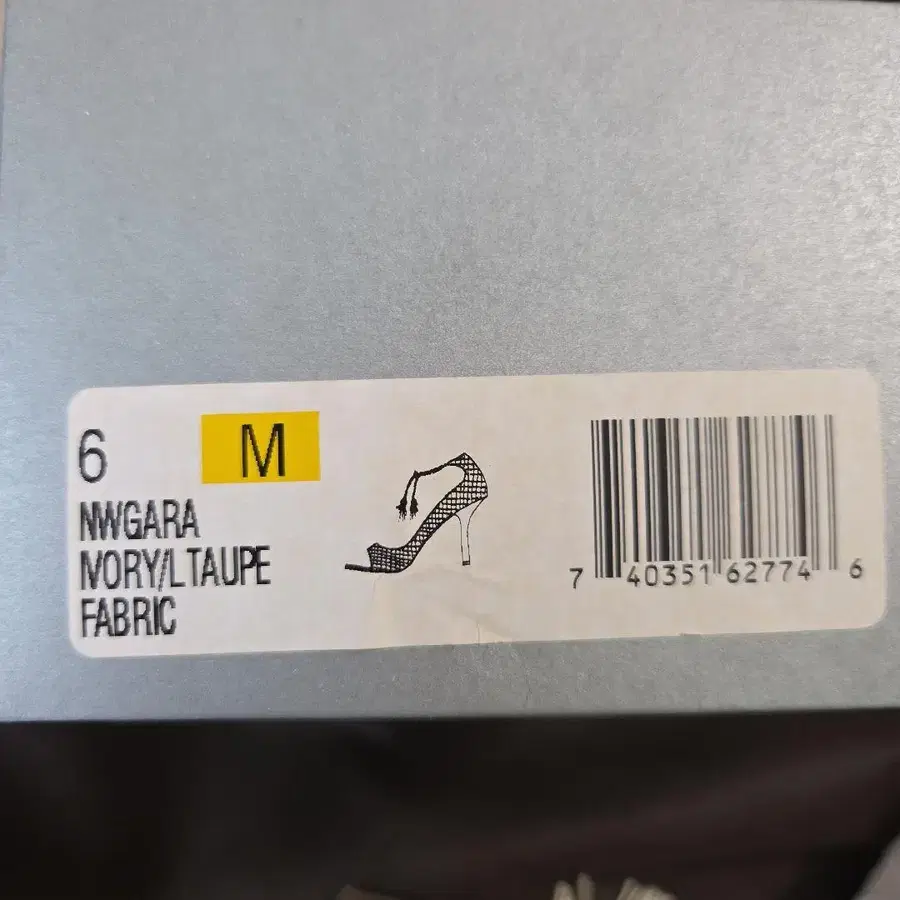 6 M
NWGARA
IVORY/LTAUPE
FABRIC
7 40351 62774 6